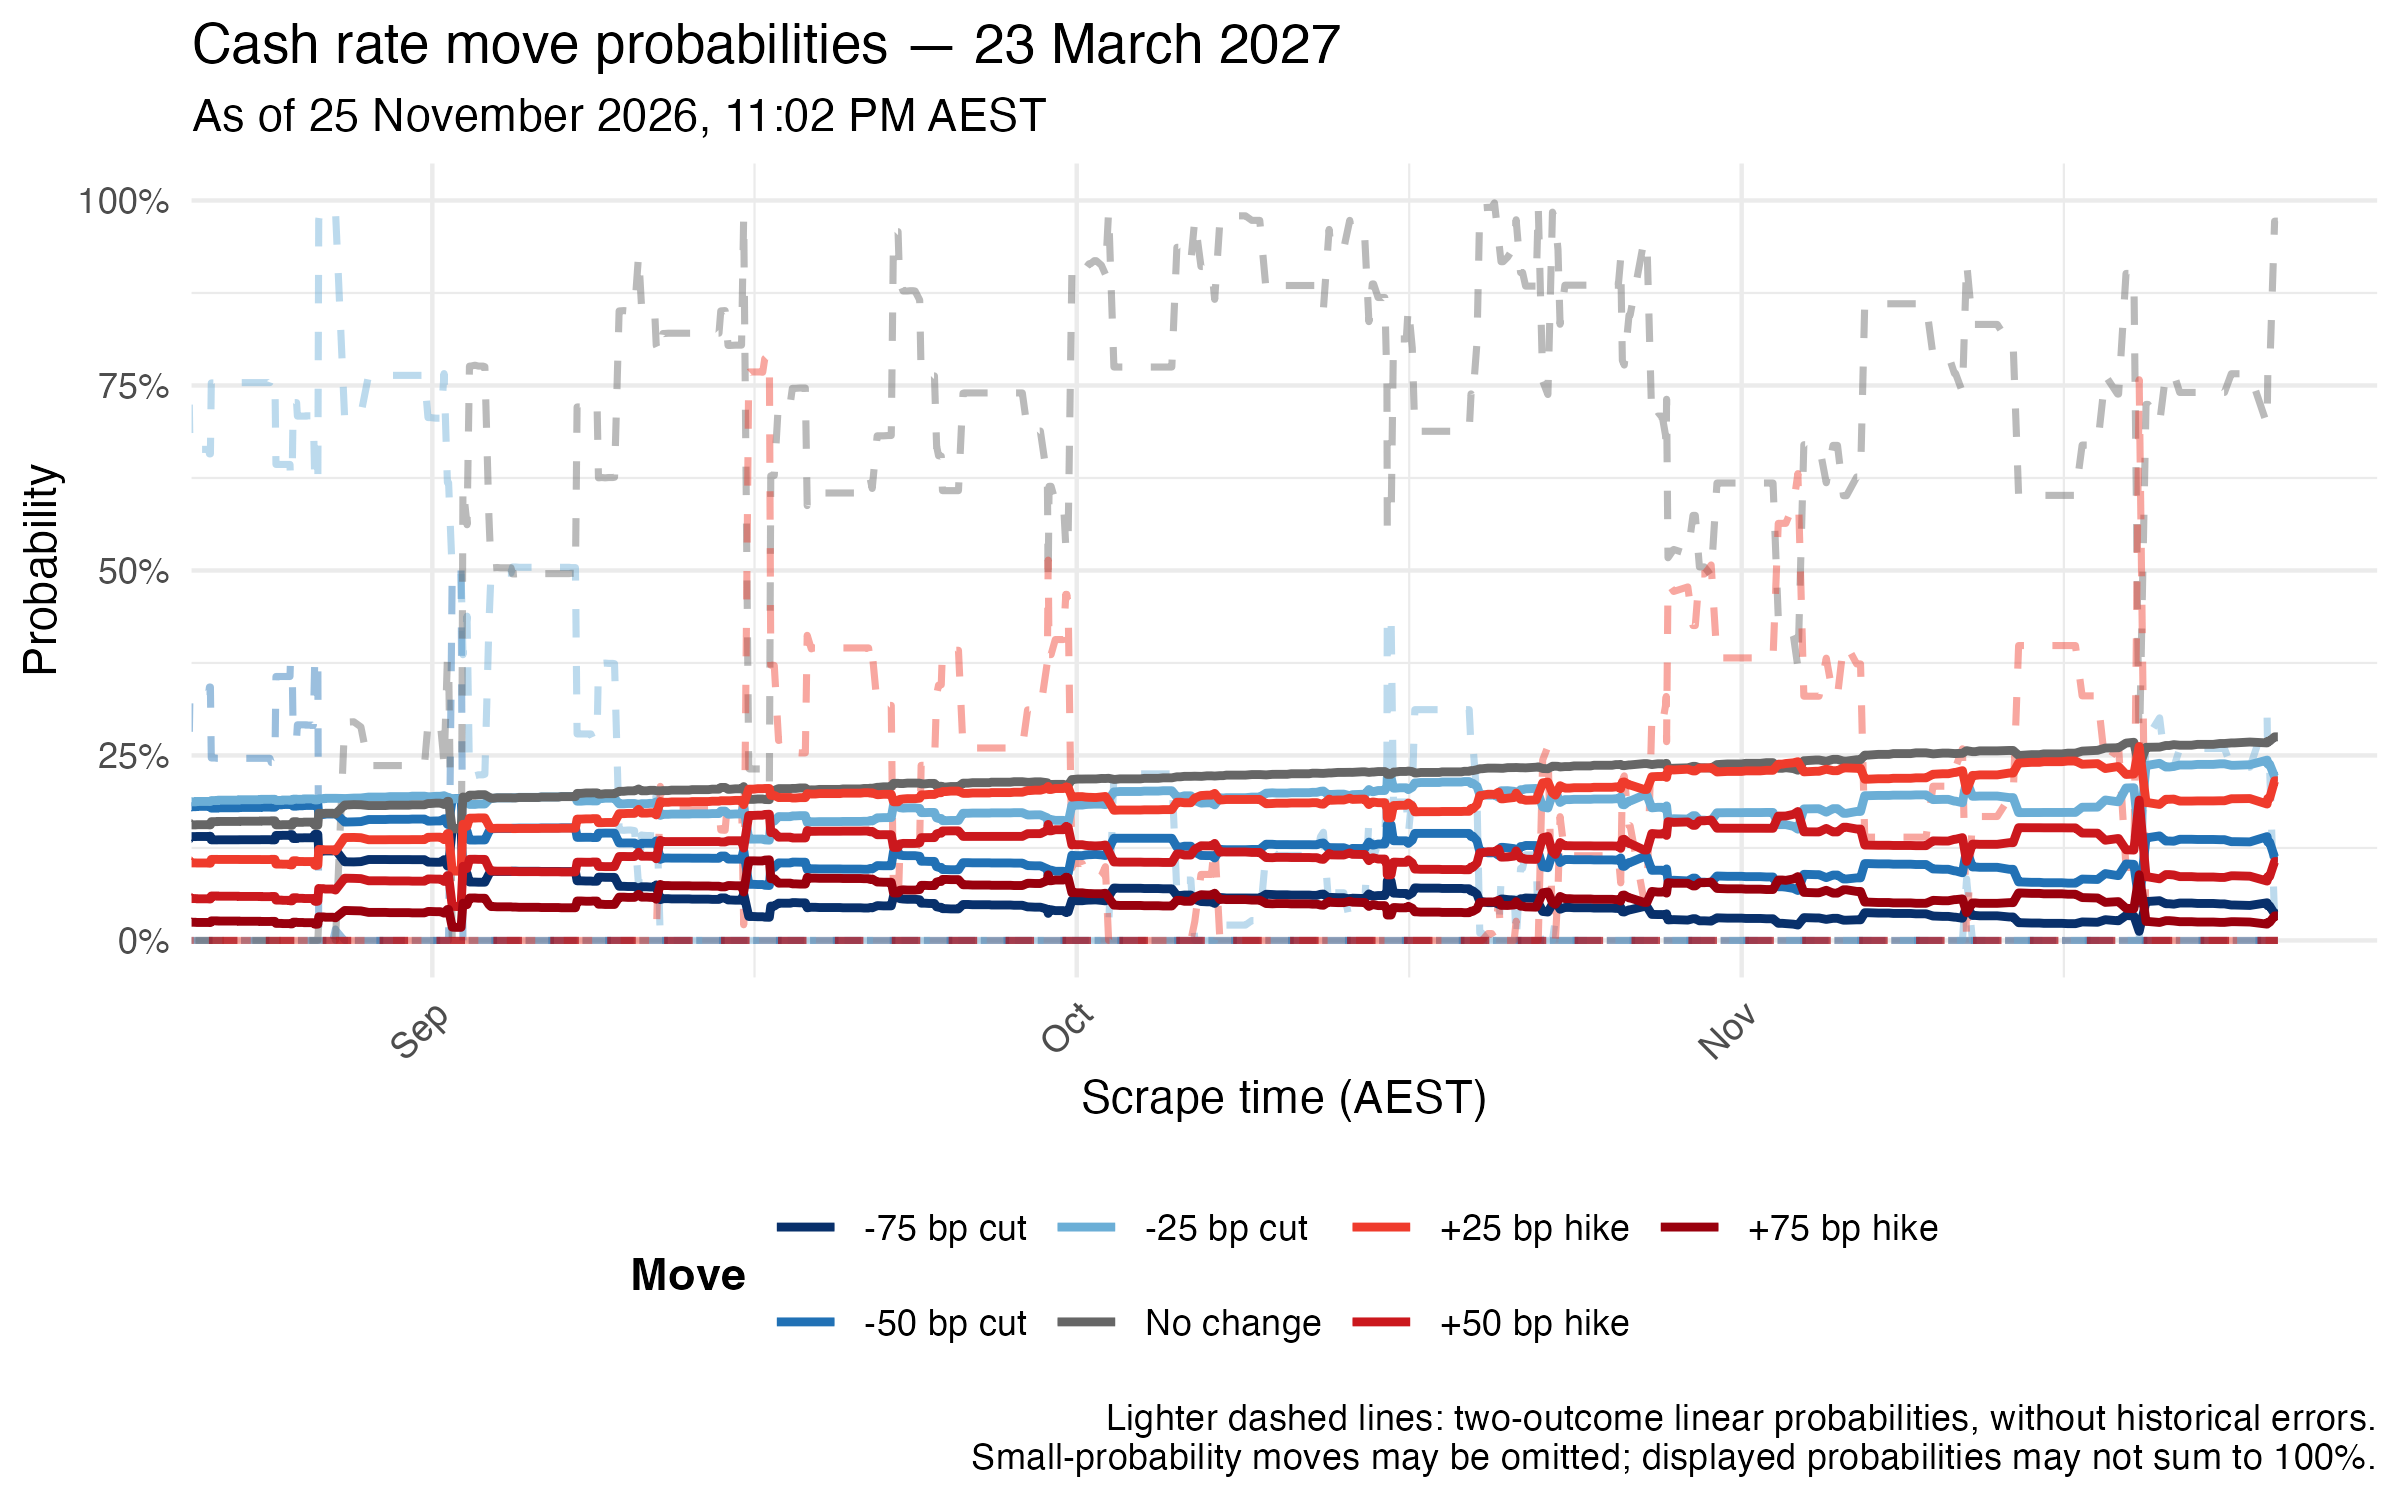 Cash rate move probabilities — 23 March 2027
As of 25 November 2026, 11:02 PM AEST
Probability
100%
75%
50%
25%
0%
Sep
Oct
Nov
Scrape time (AEST)
Move
-75 bp cut
-25 bp cut
+25 bp hike
+75 bp hike
-50 bp cut
No change
+50 bp hike
Lighter dashed lines: two-outcome linear probabilities, without historical errors.
Small-probability moves may be omitted; displayed probabilities may not sum to 100%.